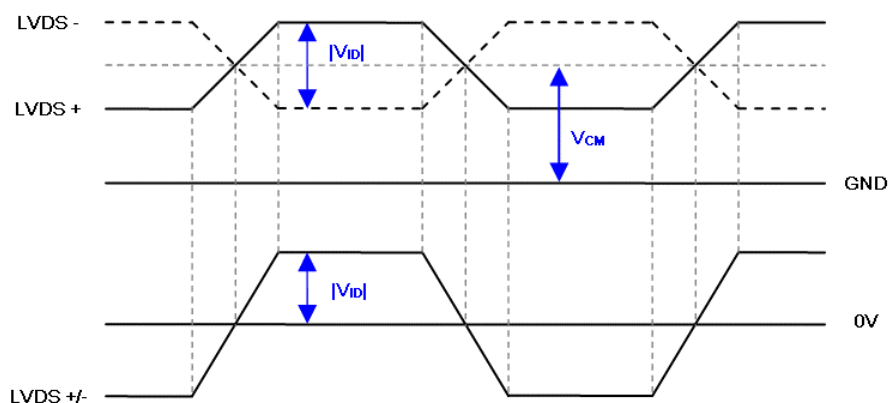 LVDS -
|VID|
LVDS +
VCM
GND
|VID|
0V
LVDS +/-